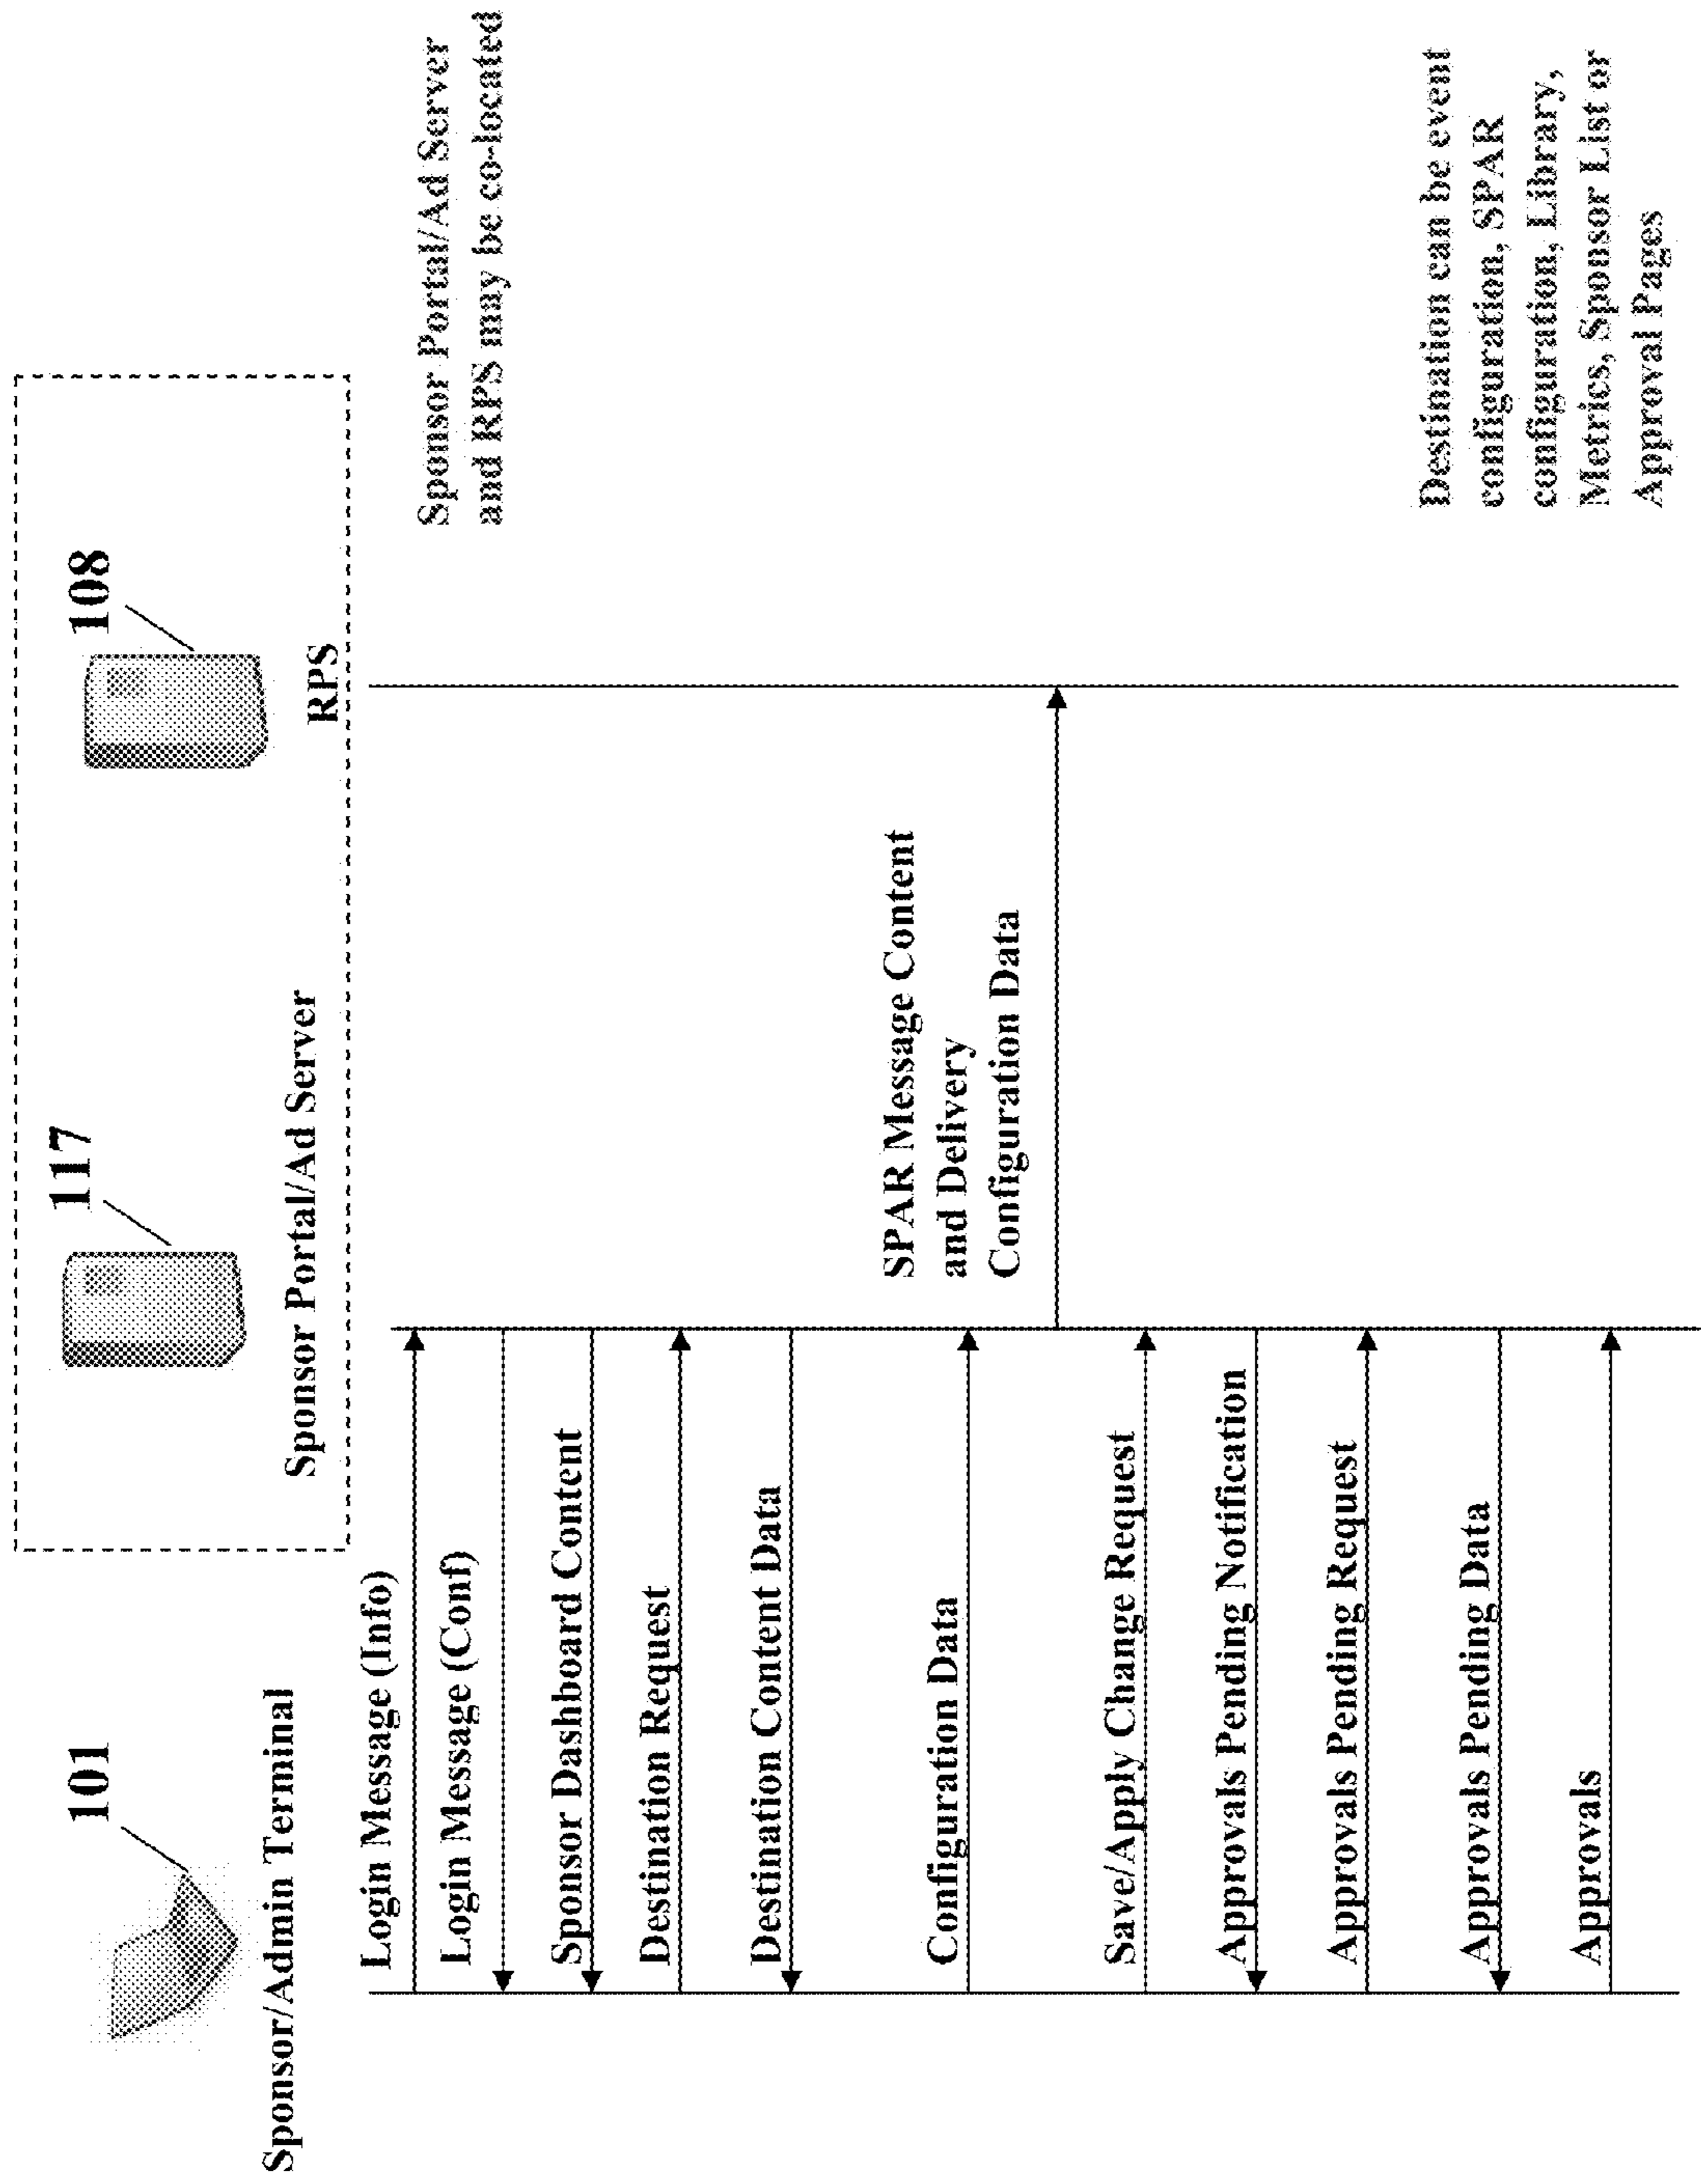 101
Sponsor/Admin Terminal
117
Sponsor Portal/Ad Server
108
RPS
Sponsor Portal/Ad Server
and RPS may be co-located
Login Message (Info)
Login Message (Conf)
Sponsor Dashboard Content
Destination Request
Destination Content Data
Configuration Data
SPAR Message Content
and Delivery
Configuration Data
Save/Apply Change Request
Approvals Pending Notification
Approvals Pending Request
Approvals Pending Data
Approvals
Destination can be event
configuration, SPAR
configuration, Library,
Metrics, Sponsor List or
Approval Pages